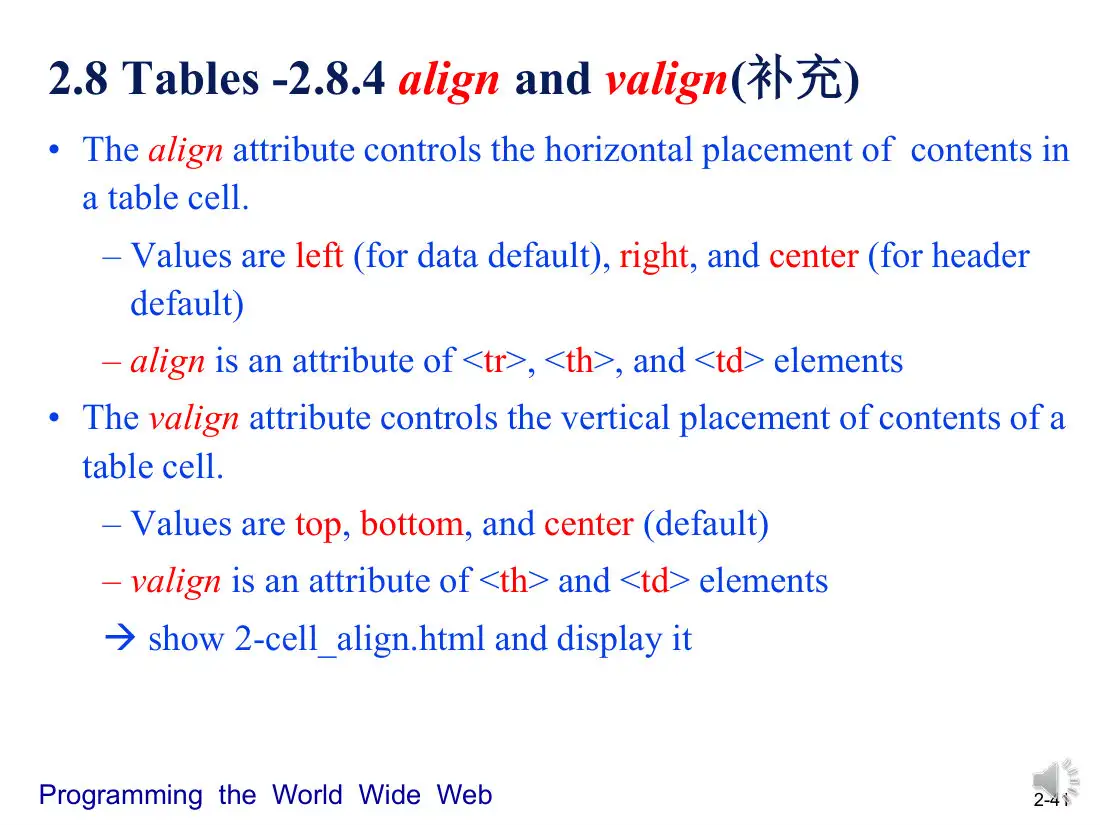 2.8 Tables -2.8.4 align and valign(补充)
• The align attribute controls the horizontal placement of contents in
a table cell.
– Values are left (for data default), right, and center (for header
default)
– align is an attribute of <tr>, <th>, and <td> elements
• The valign attribute controls the vertical placement of contents of a
table cell.
– Values are top, bottom, and center (default)
– valign is an attribute of <th> and <td> elements
→ show 2-cell_align.html and display it
Programming the World Wide Web
2-41